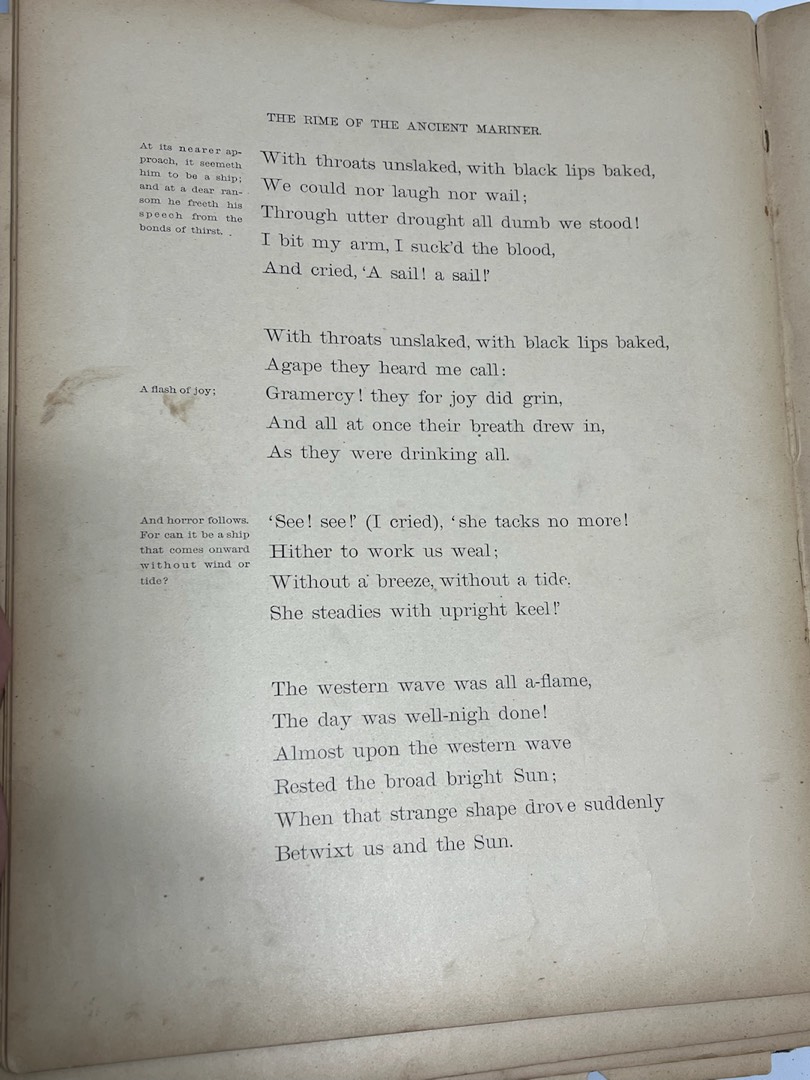 THE RIME OF THE ANCIENT MARINER.
At its nearer ap-
proach, it seemeth
him to be a ship;
and at a dear ran-
som he freeth his
speech from the
bonds of thirst.
With throats unslaked, with black lips baked,
We could nor laugh nor wail;
Through utter drought all dumb we stood!
I bit my arm, I suck'd the blood,
And cried, 'A sail! a sail!'
With throats unslaked, with black lips baked,
Agape they heard me call:
A flash of joy;
Gramercy! they for joy did grin,
And all at once their breath drew in,
As they were drinking all.
And horror follows.
For can it be a ship
that comes onward
without wind or
tide?
'See! see!' (I cried), 'she tacks no more!
Hither to work us weal;
Without a breeze, without a tide,
She steadies with upright keel!'
The western wave was all a-flame,
The day was well-nigh done!
Almost upon the western wave
Rested the broad bright Sun;
When that strange shape drove suddenly
Betwixt us and the Sun.